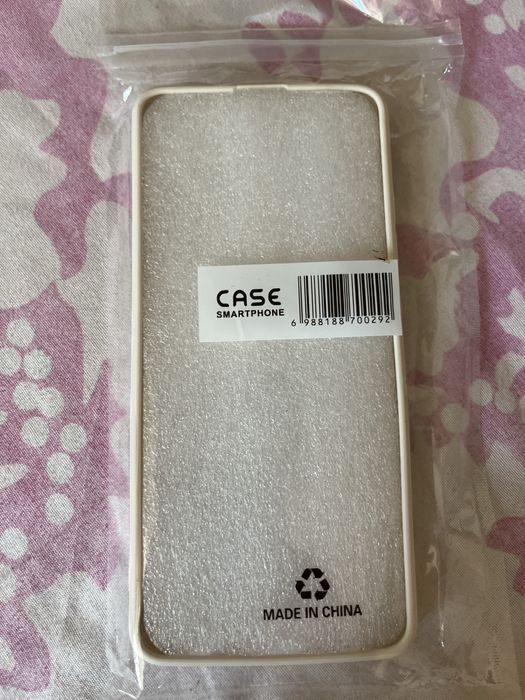 CASE
SMARTPHONE
6 988188 700292
MADE IN CHINA